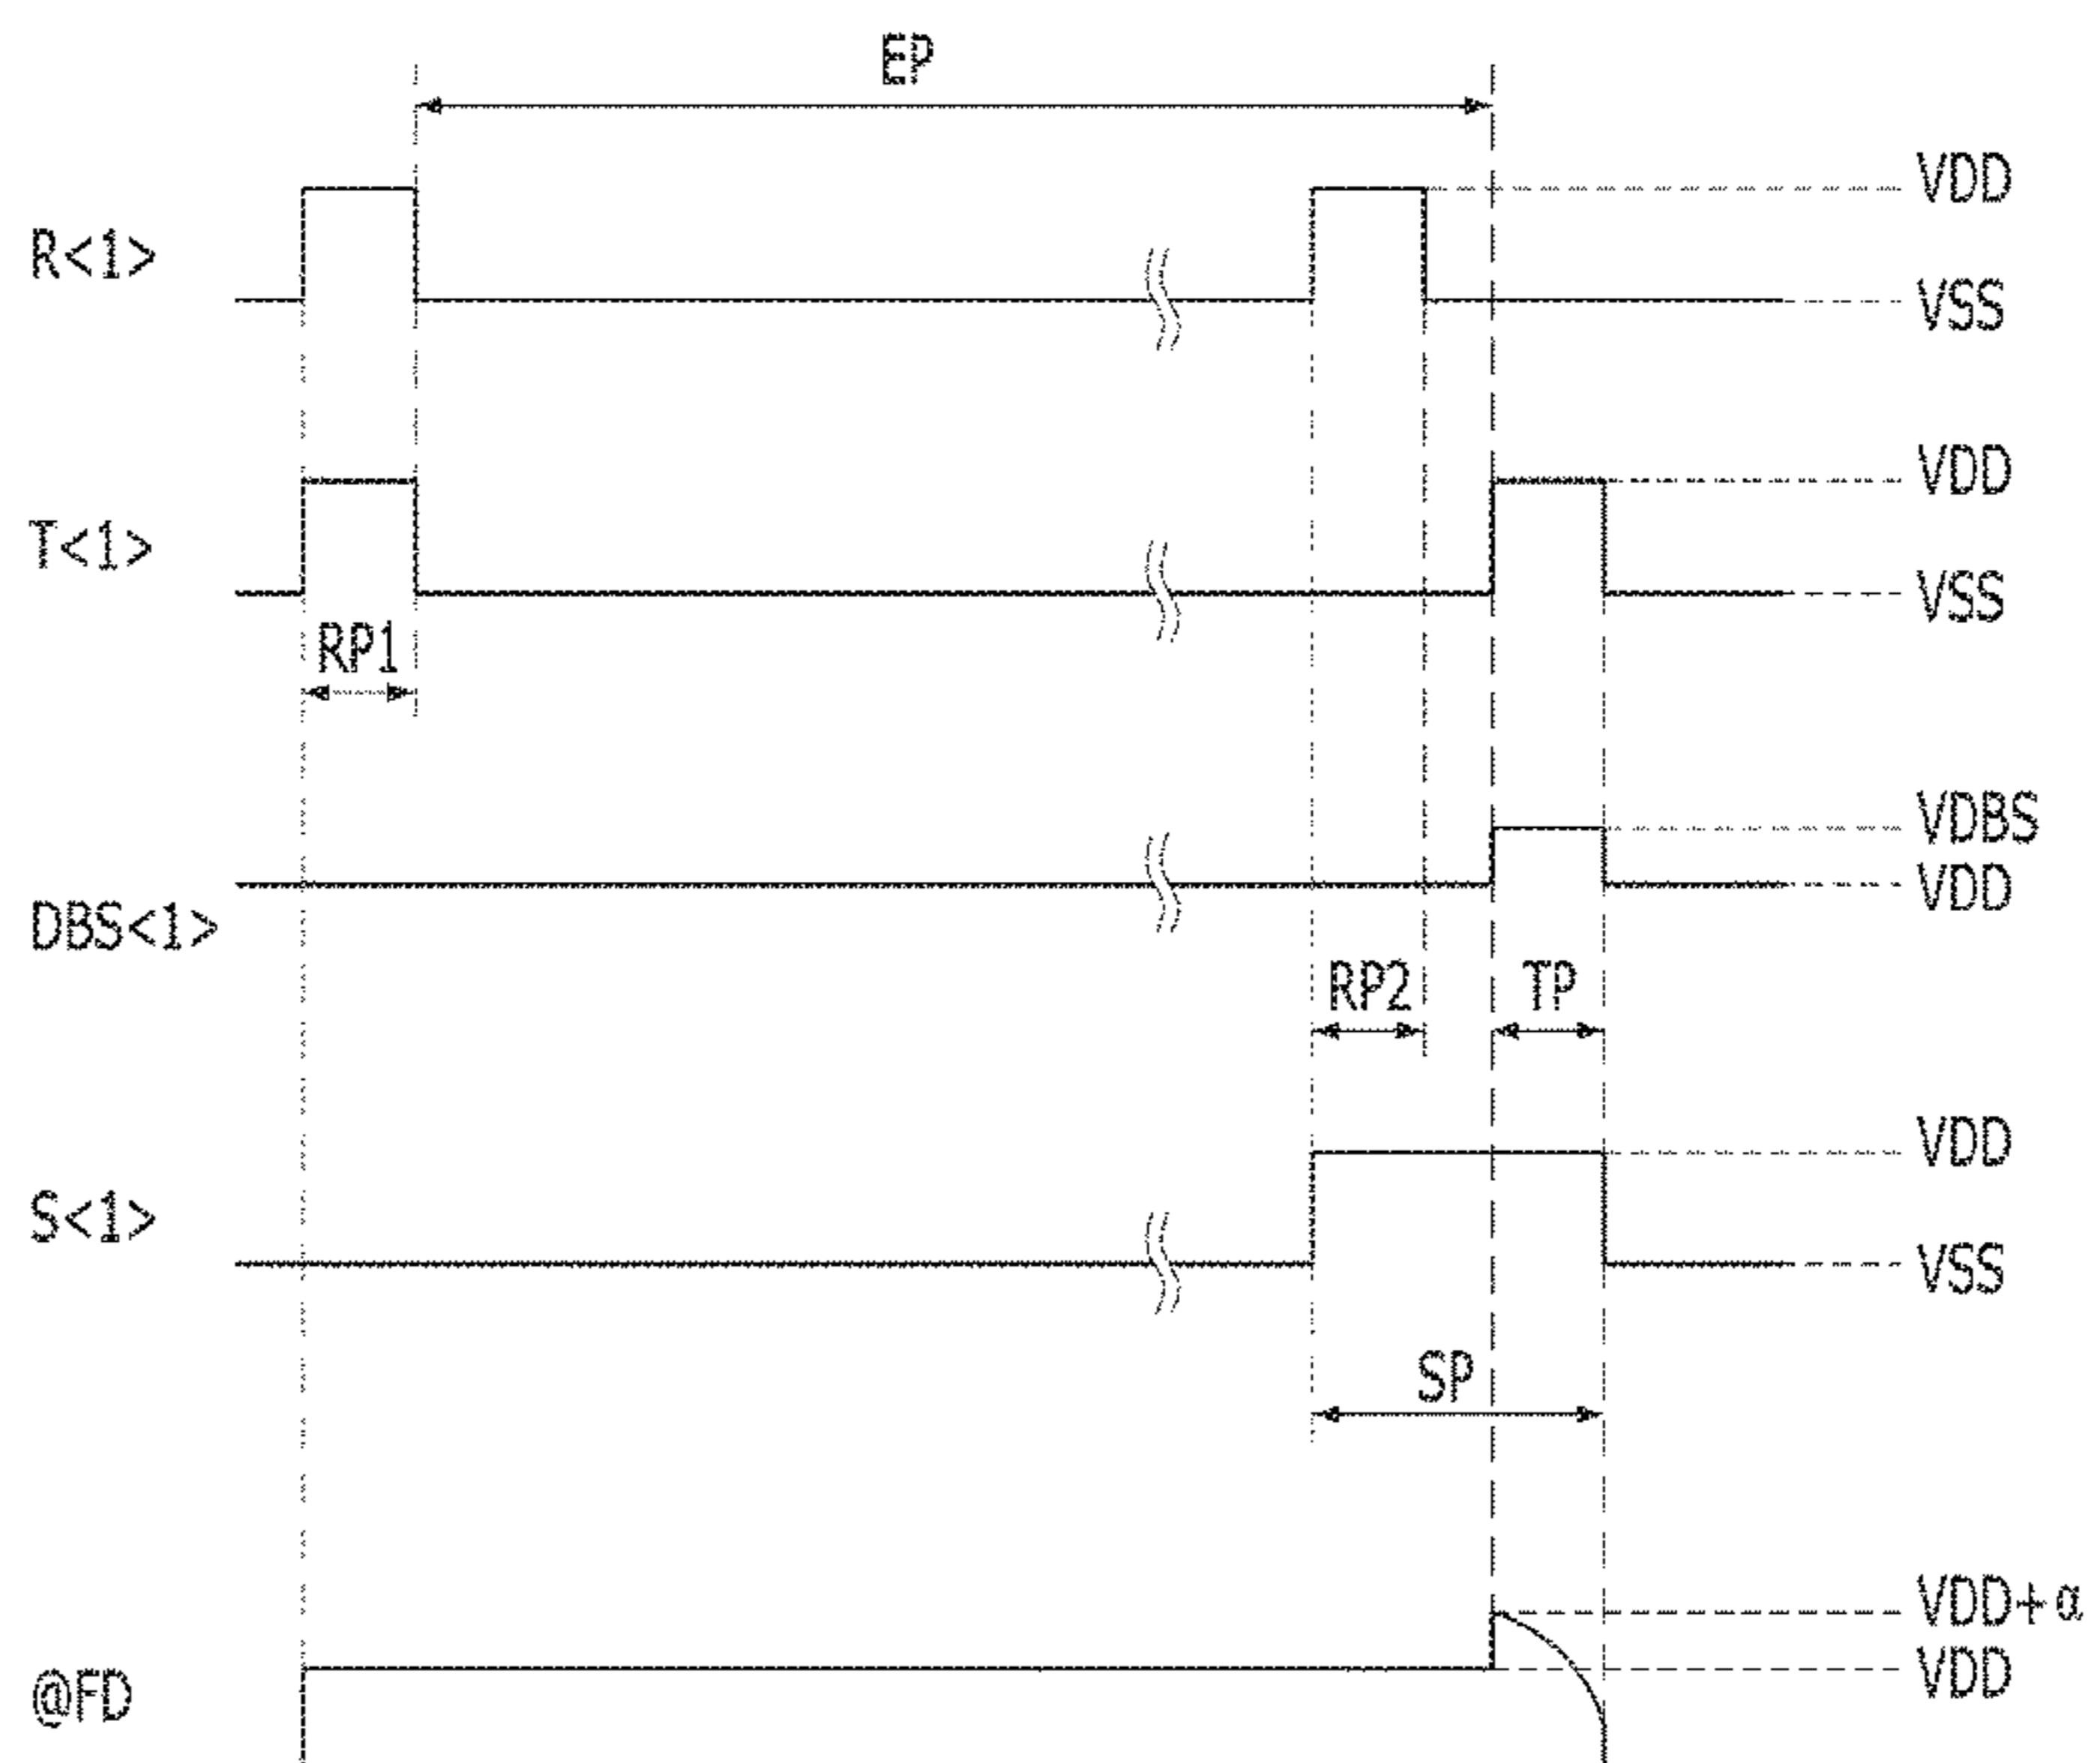 EP
VDD
R<1>
VSS
VDD
T<1>
VSS
RP1
VDBS
VDD
DBS<1>
RP2
TP
VDD
S<1>
VSS
SP
VDD+α
VDD
@FD